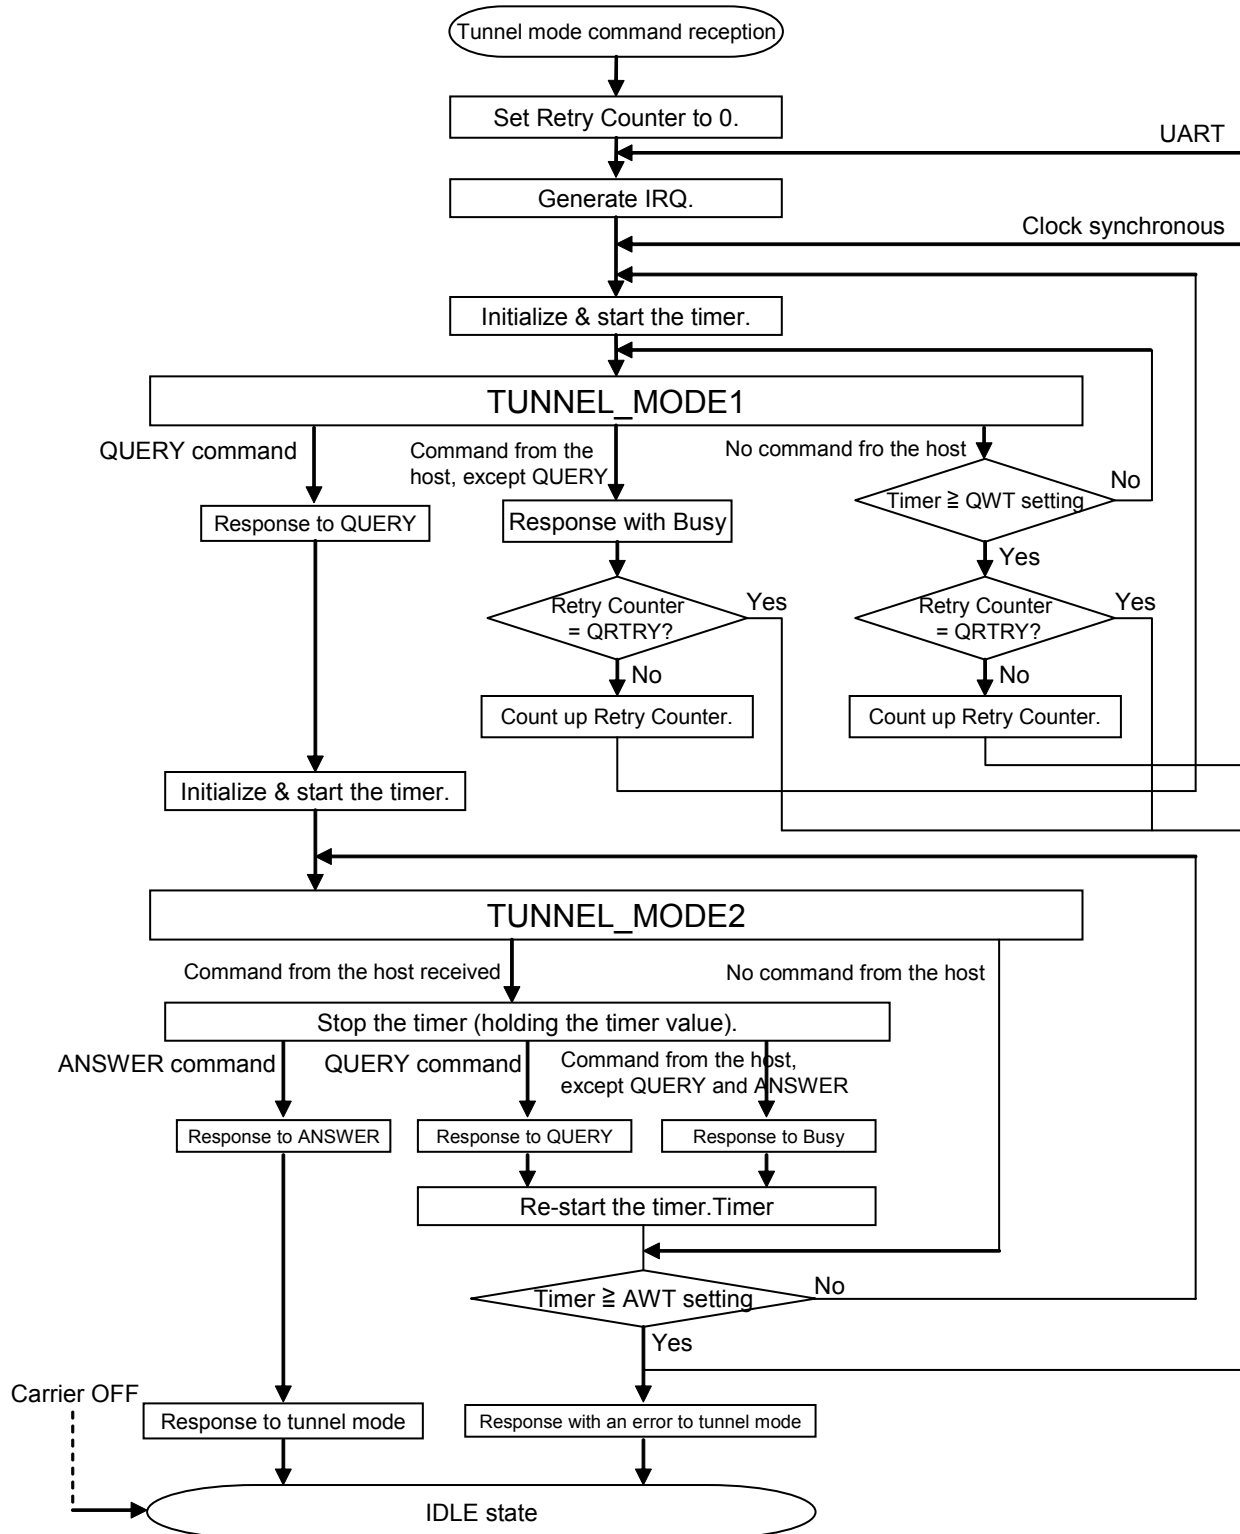 Tunnel mode command reception
Set Retry Counter to 0.
UART
Generate IRQ.
Clock synchronous
Initialize & start the timer.
TUNNEL_MODE1
QUERY command
Command from the
host, except QUERY
No command fro the host
No
Timer ≧ QWT setting
Response to QUERY
Response with Busy
Yes
Retry Counter
= QRTRY?
Yes
Retry Counter
= QRTRY?
Yes
No
No
Count up Retry Counter.
Count up Retry Counter.
Initialize & start the timer.
TUNNEL_MODE2
Command from the host received
No command from the host
Stop the timer (holding the timer value).
ANSWER command
QUERY command
Command from the host,
except QUERY and ANSWER
Response to ANSWER
Response to QUERY
Response to Busy
Re-start the timer.Timer
No
Timer ≧ AWT setting
Yes
Carrier OFF
Response to tunnel mode
Response with an error to tunnel mode
IDLE state